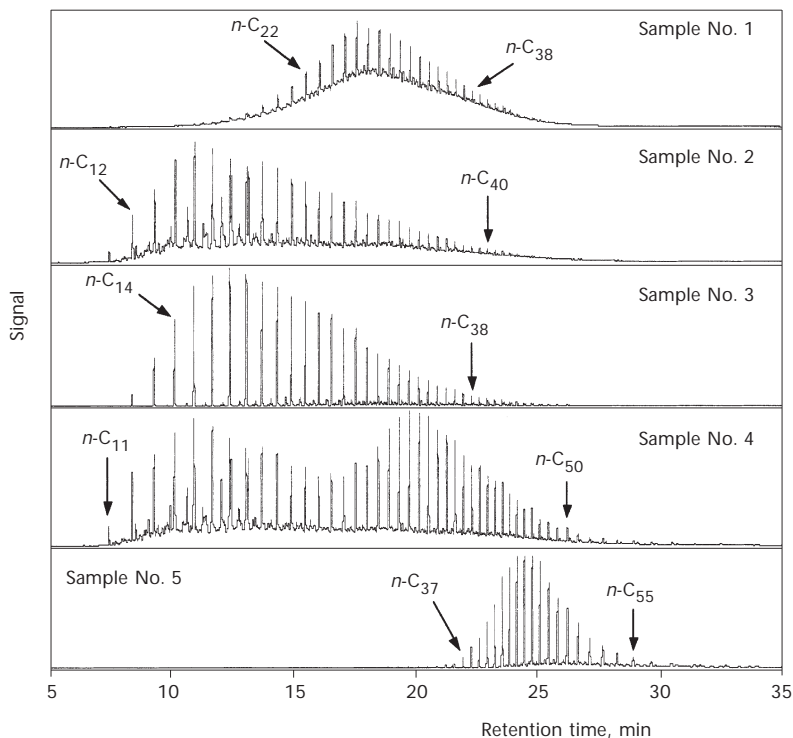 Sample No. 1
n-C22
n-C38
Sample No. 2
n-C12
n-C40
Sample No. 3
n-C14
n-C38
Signal
Sample No. 4
n-C11
n-C50
Sample No. 5
n-C37
n-C55
5 10 15 20 25 30 35
Retention time, min